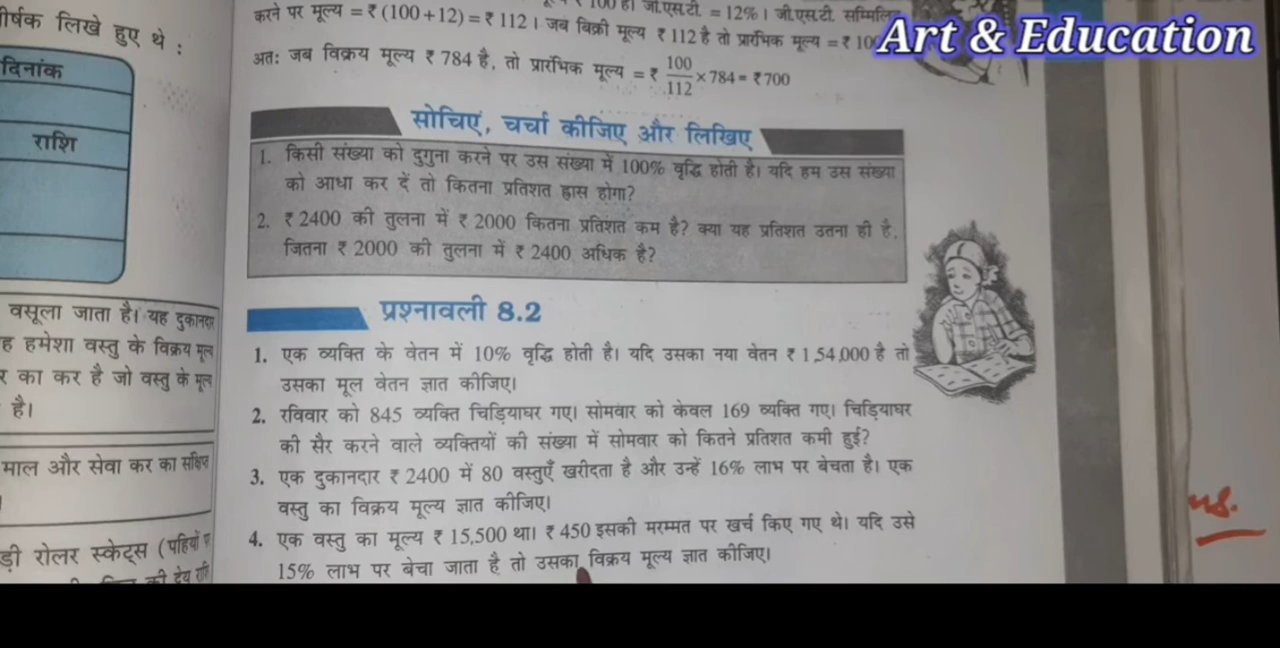 Art & Education
र्षक लिखे हुए थे :
दिनांक
राशि
वसूला जाता है। यह दुकानदार
ह हमेशा वस्तु के विक्रय मूल्य
र का कर है जो वस्तु के मूल्य
है।
माल और सेवा कर का संक्षिप्त
ड़ी रोलर स्केट्स (पहियों
करने पर मूल्य = ₹ (100+12) = ₹ 112 । जब बिक्री मूल्य ₹ 112 है तो प्रारंभिक मूल्य = ₹
अतः जब विक्रय मूल्य ₹ 784 है, तो प्रारंभिक मूल्य = ₹ 100/112 × 784 = ₹ 700
सोचिए, चर्चा कीजिए और लिखिए
1. किसी संख्या को दुगुना करने पर उस संख्या में 100% वृद्धि होती है। यदि हम उस संख्या
को आधा कर दें तो कितना प्रतिशत ह्रास होगा?
2. ₹ 2400 की तुलना में ₹ 2000 कितना प्रतिशत कम है? क्या यह प्रतिशत उतना ही है,
जितना ₹ 2000 की तुलना में ₹ 2400 अधिक है?
प्रश्नावली 8.2
1. एक व्यक्ति के वेतन में 10% वृद्धि होती है। यदि उसका नया वेतन ₹ 1,54,000 है तो
उसका मूल वेतन ज्ञात कीजिए।
2. रविवार को 845 व्यक्ति चिड़ियाघर गए। सोमवार को केवल 169 व्यक्ति गए। चिड़ियाघर
की सैर करने वाले व्यक्तियों की संख्या में सोमवार को कितने प्रतिशत कमी हुई?
3. एक दुकानदार ₹ 2400 में 80 वस्तुएँ खरीदता है और उन्हें 16% लाभ पर बेचता है। एक
वस्तु का विक्रय मूल्य ज्ञात कीजिए।
4. एक वस्तु का मूल्य ₹ 15,500 था। ₹ 450 इसकी मरम्मत पर खर्च किए गए थे। यदि उसे
15% लाभ पर बेचा जाता है तो उसका विक्रय मूल्य ज्ञात कीजिए।